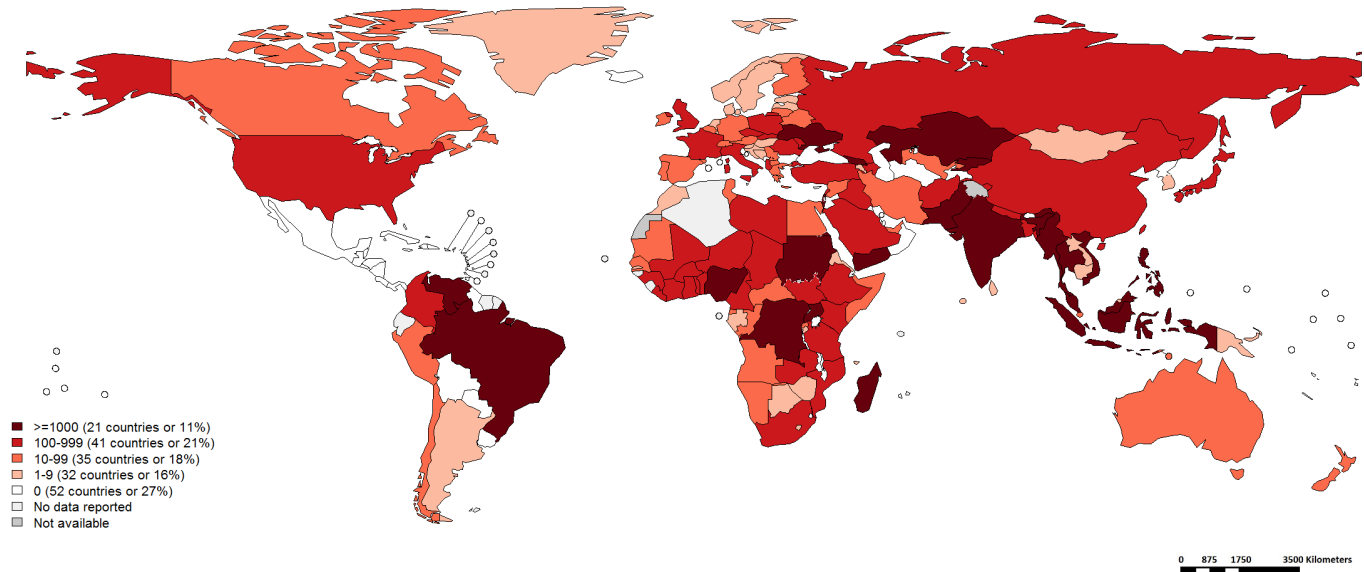 >=1000 (21 countries or 11%)
100-999 (41 countries or 21%)
10-99 (35 countries or 18%)
1-9 (32 countries or 16%)
0 (52 countries or 27%)
No data reported
Not available
0 875 1750 3500 Kilometers